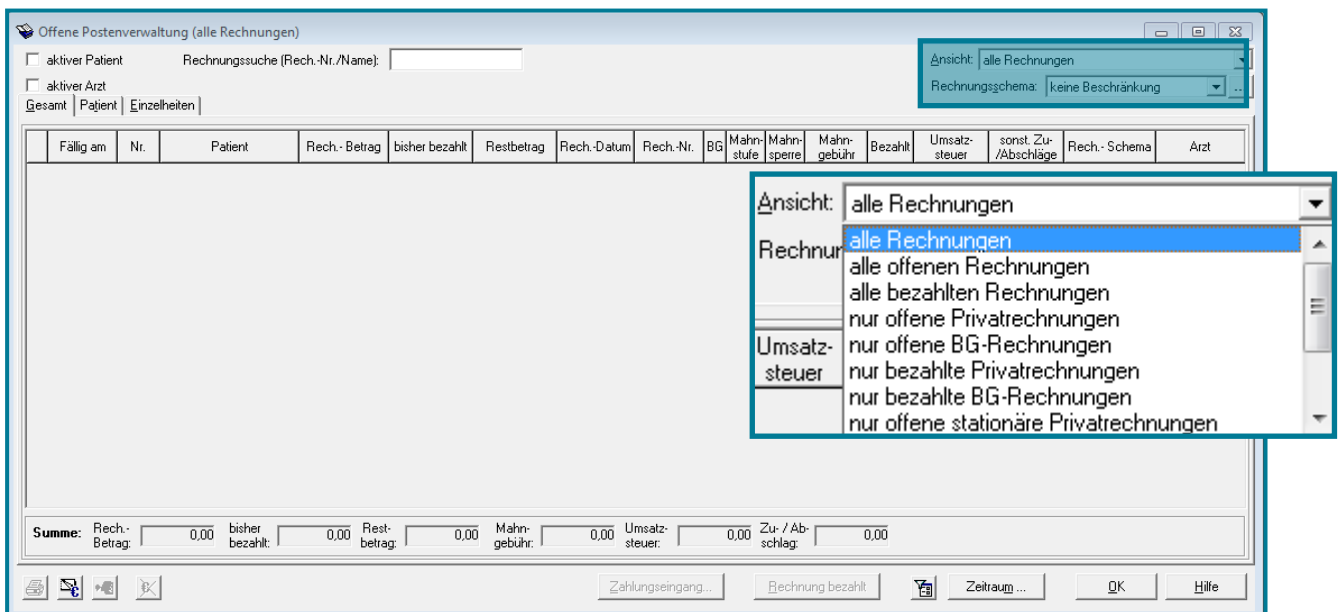 Offene Postenverwaltung (alle Rechnungen)
aktiver Patient Rechnungssuche (Rech.-Nr./Name): Ansicht: alle Rechnungen
aktiver Arzt Rechnungsschema: keine Beschränkung ...
Gesamt Patient Einzelheiten
Fällig am Nr. Patient Rech.- Betrag bisher bezahlt Restbetrag Rech.-Datum Rech.-Nr. BG Mahn-stufe Mahn-sperre Mahn-gebühr Bezahlt Umsatz-steuer sonst. Zu-/Abschläge Rech.- Schema Arzt
Ansicht: alle Rechnungen
Rechnur
alle Rechnungen
alle offenen Rechnungen
alle bezahlten Rechnungen
nur offene Privatrechnungen
nur offene BG-Rechnungen
nur bezahlte Privatrechnungen
nur bezahlte BG-Rechnungen
nur offene stationäre Privatrechnungen
Umsatz-
steuer
Summe: Rech.-Betrag: 0,00 bisher bezahlt: 0,00 Rest-betrag: 0,00 Mahn-gebühr: 0,00 Umsatz-steuer: 0,00 Zu- / Ab-schlag: 0,00
Zahlungseingang... Rechnung bezahlt Zeitraum ... OK Hilfe